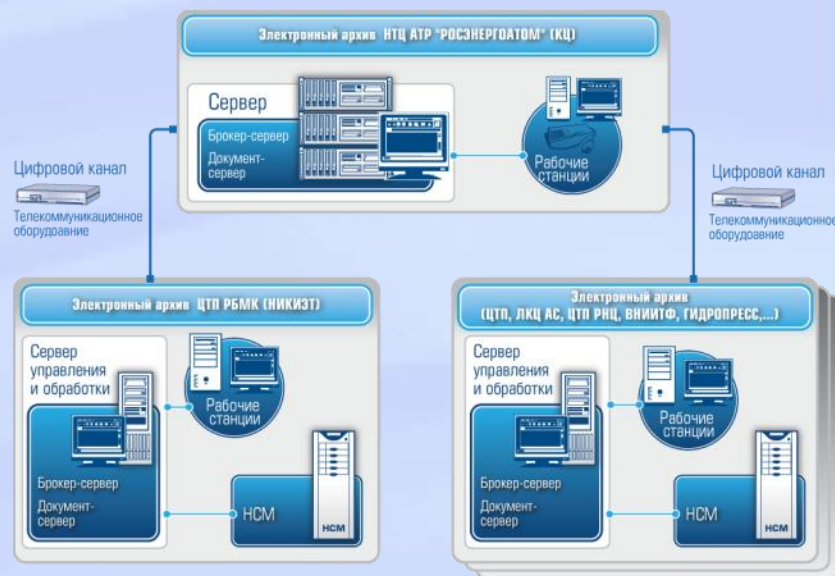 Электронный архив НТЦ АТР "РОСЭНЕРГОАТОМ" (КЦ)
Сервер
Брокер-сервер
Документ-
сервер
Рабочие
станции
Цифровой канал
Телекоммуникационное
оборудоавние
Цифровой канал
Телекоммуникационное
оборудоавние
Электронный архив ЦТП РБМК (НИКИЭТ)
Сервер
управления
и обработки
Рабочие
станции
Брокер-сервер
Документ-
сервер
НСМ
НСМ
Электронный архив
(ЦТП, ЛКЦ АС, ЦТП РНЦ, ВНИИТФ, ГИДРОПРЕСС,...)
Сервер
управления
и обработки
Рабочие
станции
Брокер-сервер
Документ-
сервер
НСМ
НСМ